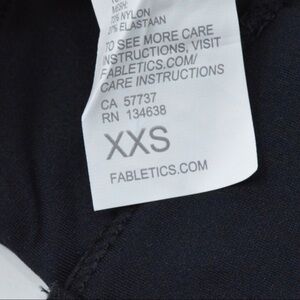 MESH:
NYLON
ELASTAAN
TO SEE MORE CARE
INSTRUCTIONS, VISIT
FABLETICS.COM/
CARE INSTRUCTIONS
CA 57737
RN 134638
XXS
FABLETICS.COM